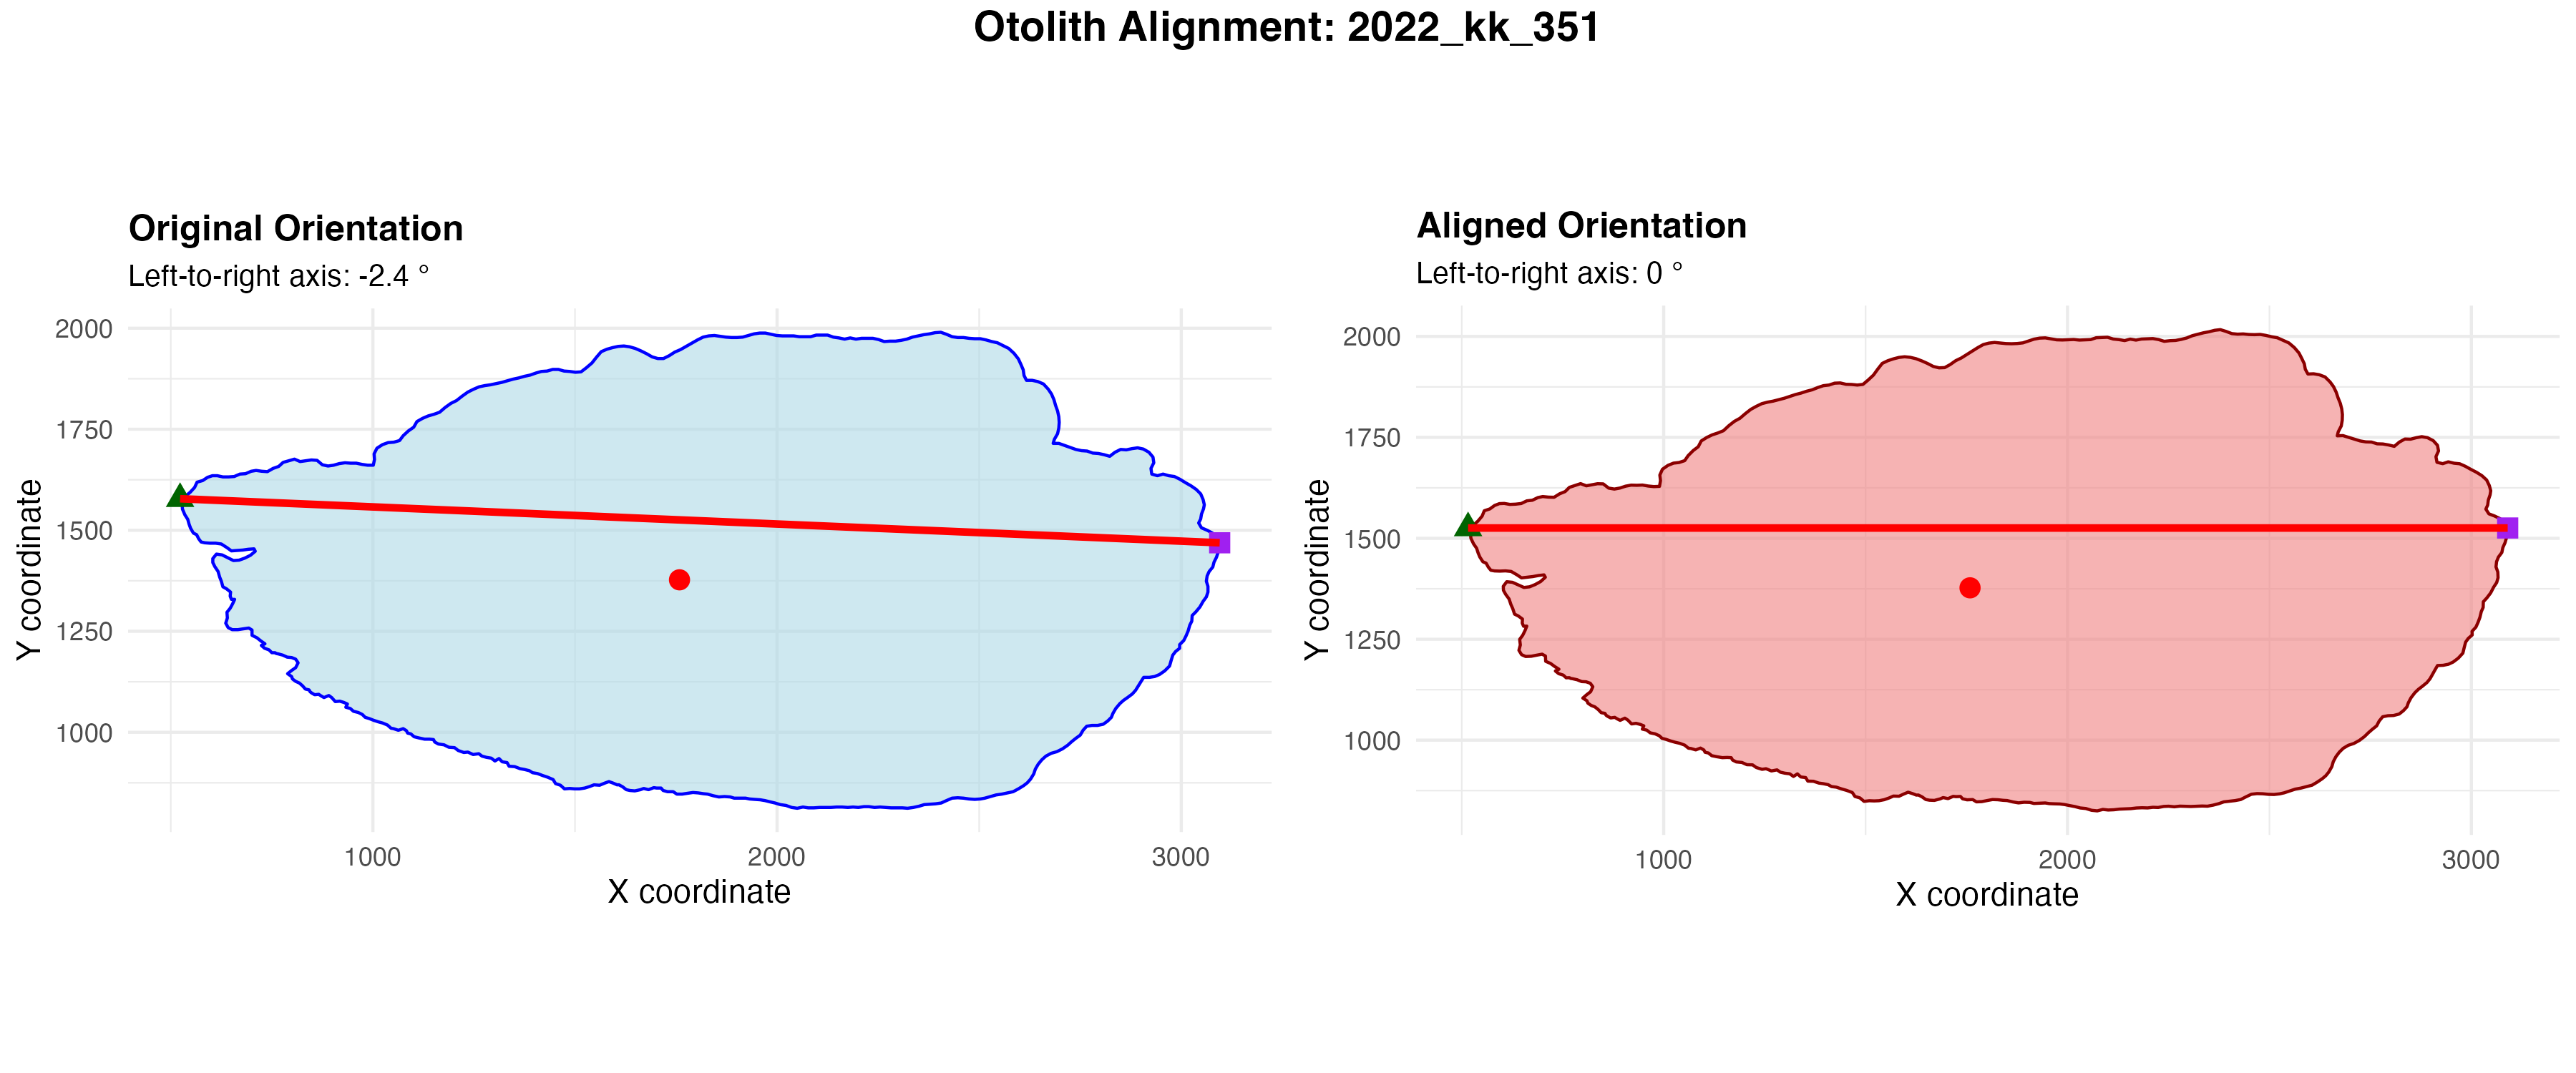 Otolith Alignment: 2022_kk_351
Original Orientation
Left-to-right axis: -2.4 °
2000
1750
1500
1250
1000
Y coordinate
1000
2000
3000
X coordinate
Aligned Orientation
Left-to-right axis: 0 °
2000
1750
1500
1250
1000
Y coordinate
1000
2000
3000
X coordinate